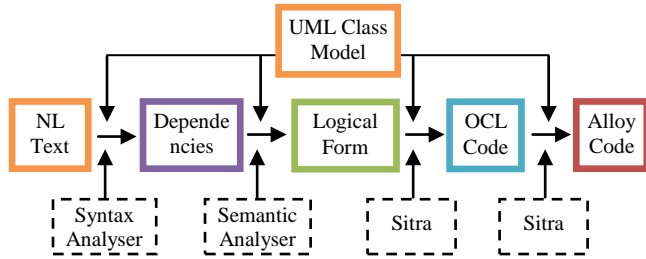 UML Class
Model
NL
Text
Depende
ncies
Logical
Form
OCL
Code
Alloy
Code
Syntax
Analyser
Semantic
Analyser
Sitra
Sitra